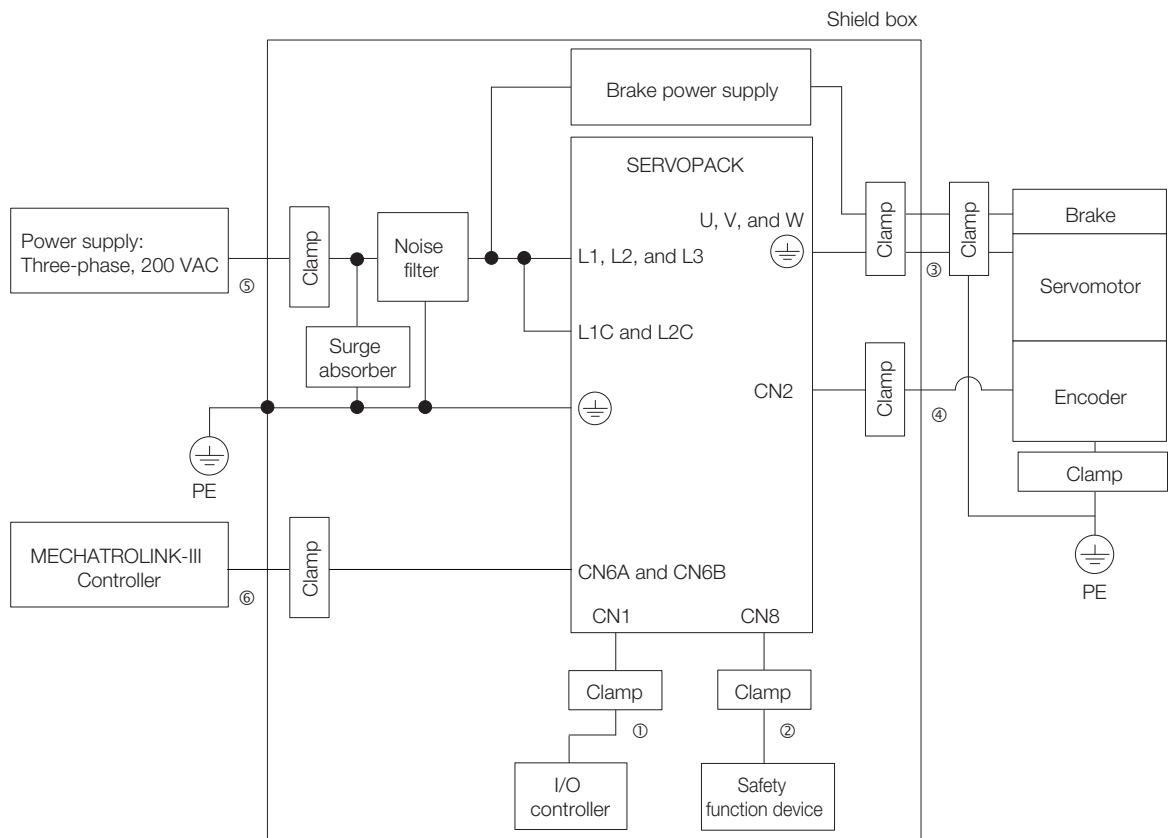 Shield box
Brake power supply
SERVOPACK
U, V, and W
Power supply:
Three-phase, 200 VAC
⑤
Clamp
Noise
filter
L1, L2, and L3
Clamp
③
Clamp
Brake
Servomotor
Surge
absorber
L1C and L2C
CN2
Clamp
④
Encoder
Clamp
PE
PE
MECHATROLINK-III
Controller
⑥
Clamp
CN6A and CN6B
CN1
CN8
Clamp
Clamp
①
②
I/O
controller
Safety
function device